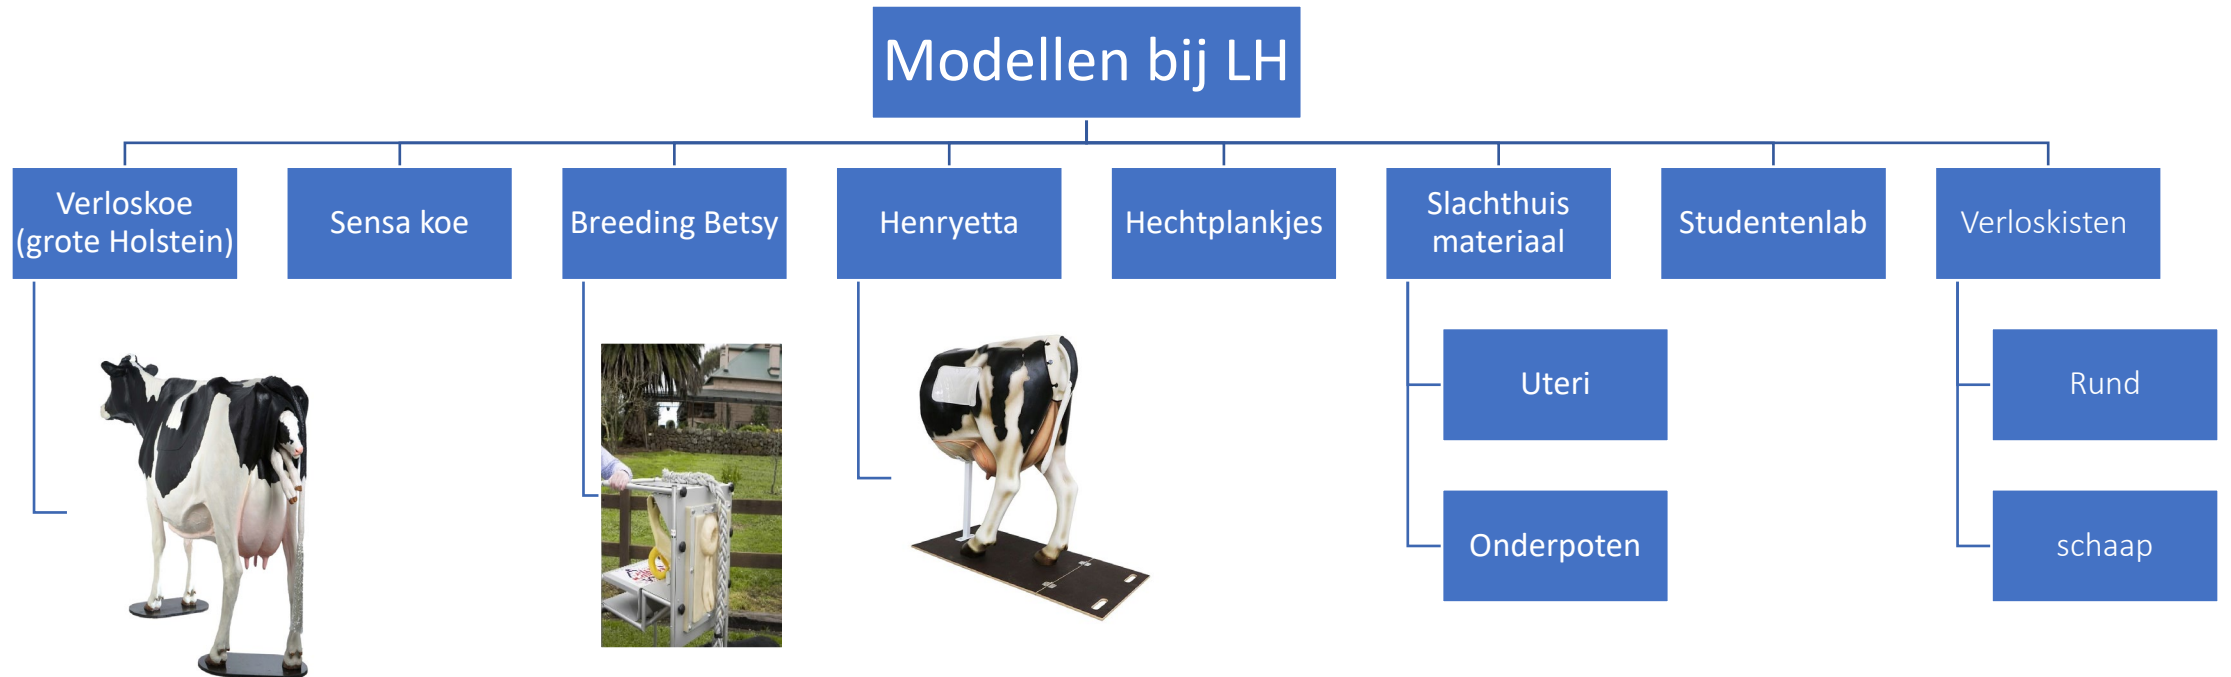 Modellen bij LH
Verloskoe
(grote Holstein)
Sensa koe
Breeding Betsy
Henryetta
Hechtplankjes
Slachthuis
materiaal
Studentenlab
Verloskisten
Uteri
Rund
Onderpoten
schaap